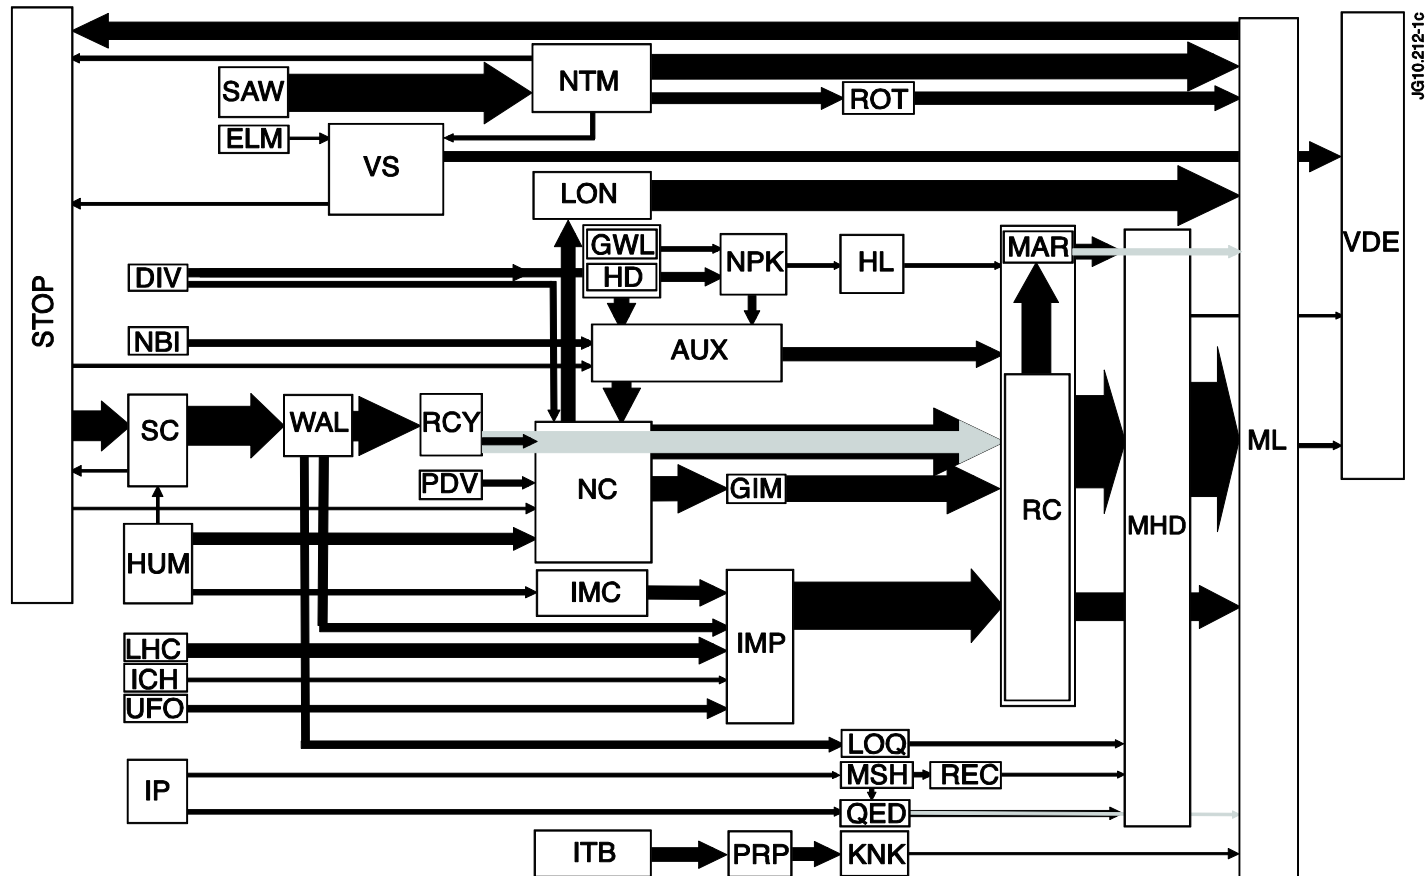 JG10.212-1c
STOP
SAW
NTM
ROT
ELM
VS
LON
GWL
HD
NPK
HL
MAR
VDE
DIV
NBI
AUX
SC
WAL
RCY
NC
PDV
GIM
RC
MHD
ML
HUM
IMC
IMP
LHC
ICH
UFO
LOQ
IP
MSH
REC
QED
ITB
PRP
KNK